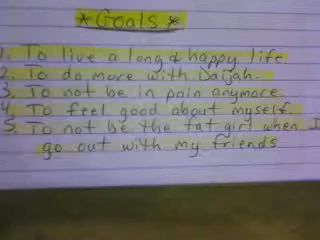 *Goals*
1. To live a long & happy life.
2. To do more with Daijah.
3. To not be in pain anymore.
4. To feel good about myself.
5. To not be the fat girl when I
go out with my friends